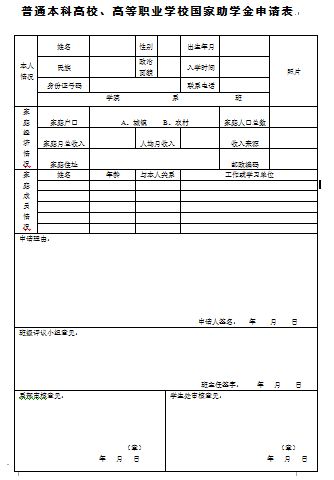 普通本科高校、高等职业学校国家助学金申请表
本人情况
姓名 性别 出生年月 照片
民族 政治面貌 入学时间
身份证号码 联系电话
学院 系 班
家庭经济情况
家庭户口 A、城镇 B、农村 家庭人口总数
家庭月总收入 人均月收入 收入来源
家庭住址 邮政编码
家庭成员情况
姓名 年龄 与本人关系 工作或学习单位
申请理由：
申请人签名： 年 月 日
班级评议小组意见：
班主任签字： 年 月 日
系部审核意见： 学生处审核意见：
（章） （章）
年 月 日 年 月 日